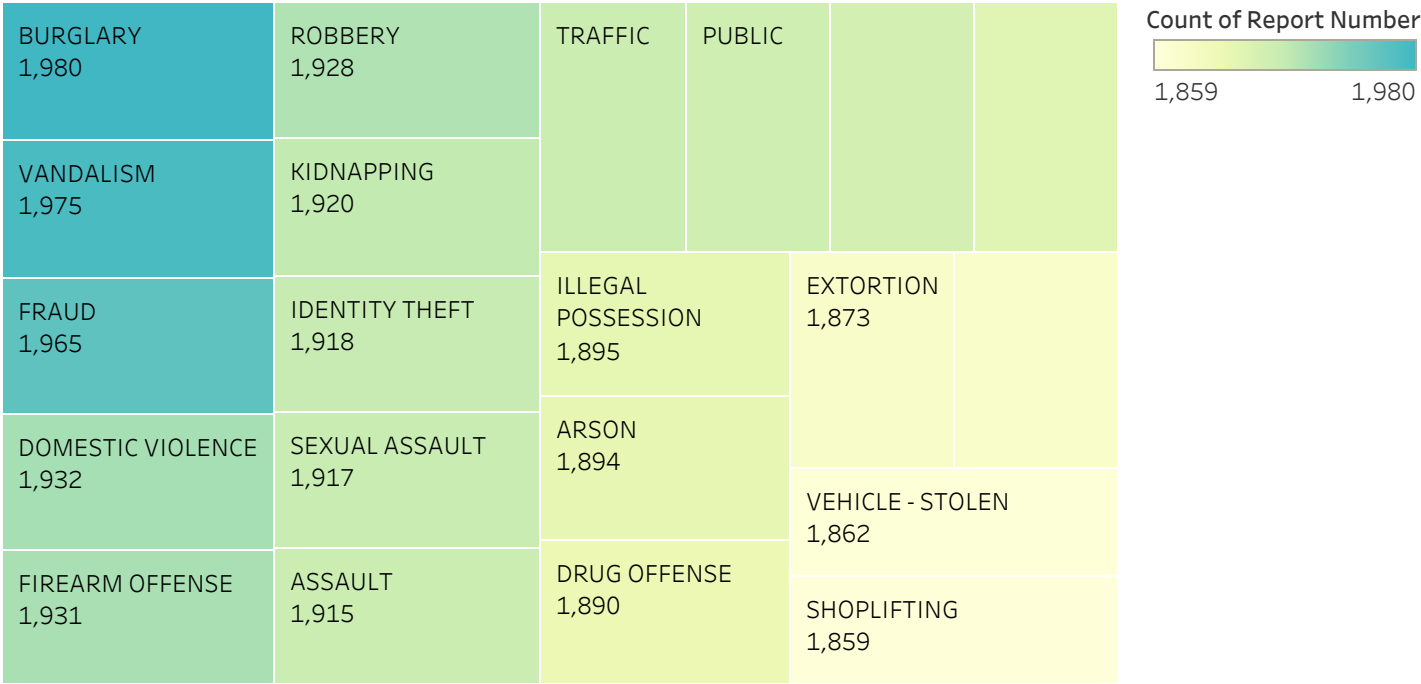 BURGLARY
1,980
VANDALISM
1,975
FRAUD
1,965
DOMESTIC VIOLENCE
1,932
FIREARM OFFENSE
1,931
ROBBERY
1,928
KIDNAPPING
1,920
IDENTITY THEFT
1,918
SEXUAL ASSAULT
1,917
ASSAULT
1,915
TRAFFIC
PUBLIC
ILLEGAL
POSSESSION
1,895
ARSON
1,894
DRUG OFFENSE
1,890
EXTORTION
1,873
VEHICLE - STOLEN
1,862
SHOPLIFTING
1,859
Count of Report Number
1,859 1,980